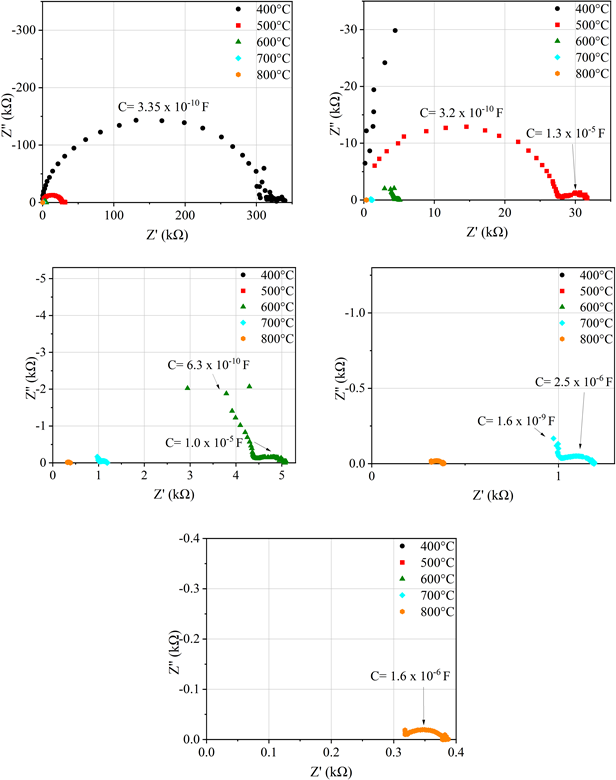 -300
-200
-100
0
0
100
200
300
Z' (kΩ)
Z'' (kΩ)
400°C
500°C
600°C
700°C
800°C
C= 3.35 x 10-10 F
-30
-20
-10
0
0
10
20
30
Z' (kΩ)
Z'' (kΩ)
400°C
500°C
600°C
700°C
800°C
C= 3.2 x 10-10 F
C= 1.3 x 10-5 F
-5
-4
-3
-2
-1
0
0
1
2
3
4
5
Z' (kΩ)
Z'' (kΩ)
400°C
500°C
600°C
700°C
800°C
C= 6.3 x 10-10 F
C= 1.0 x 10-5 F
-1.0
-0.5
0.0
0
1
Z' (kΩ)
Z'' (kΩ)
400°C
500°C
600°C
700°C
800°C
C= 2.5 x 10-6 F
C= 1.6 x 10-9 F
-0.4
-0.3
-0.2
-0.1
0.0
0.0
0.1
0.2
0.3
0.4
Z' (kΩ)
Z'' (kΩ)
400°C
500°C
600°C
700°C
800°C
C= 1.6 x 10-6 F